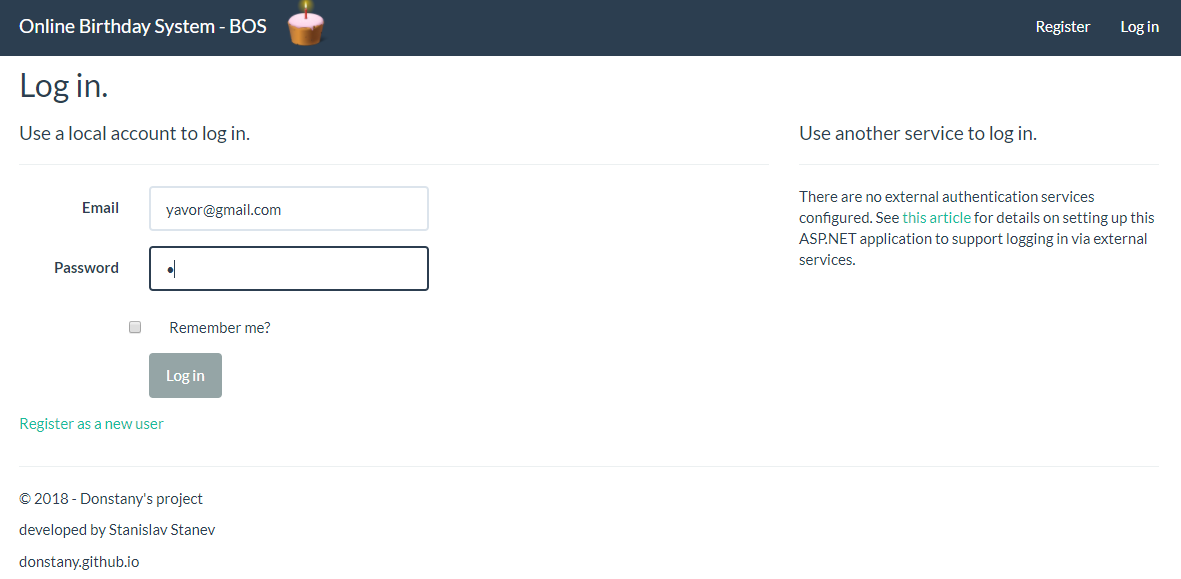 Online Birthday System - BOS
Register
Log in
Log in.
Use a local account to log in.
Email
yavor@gmail.com
Password
•
Remember me?
Log in
Register as a new user
Use another service to log in.
There are no external authentication services
configured. See this article for details on setting up this
ASP.NET application to support logging in via external
services.
© 2018 - Donstany's project
developed by Stanislav Stanev
donstany.github.io